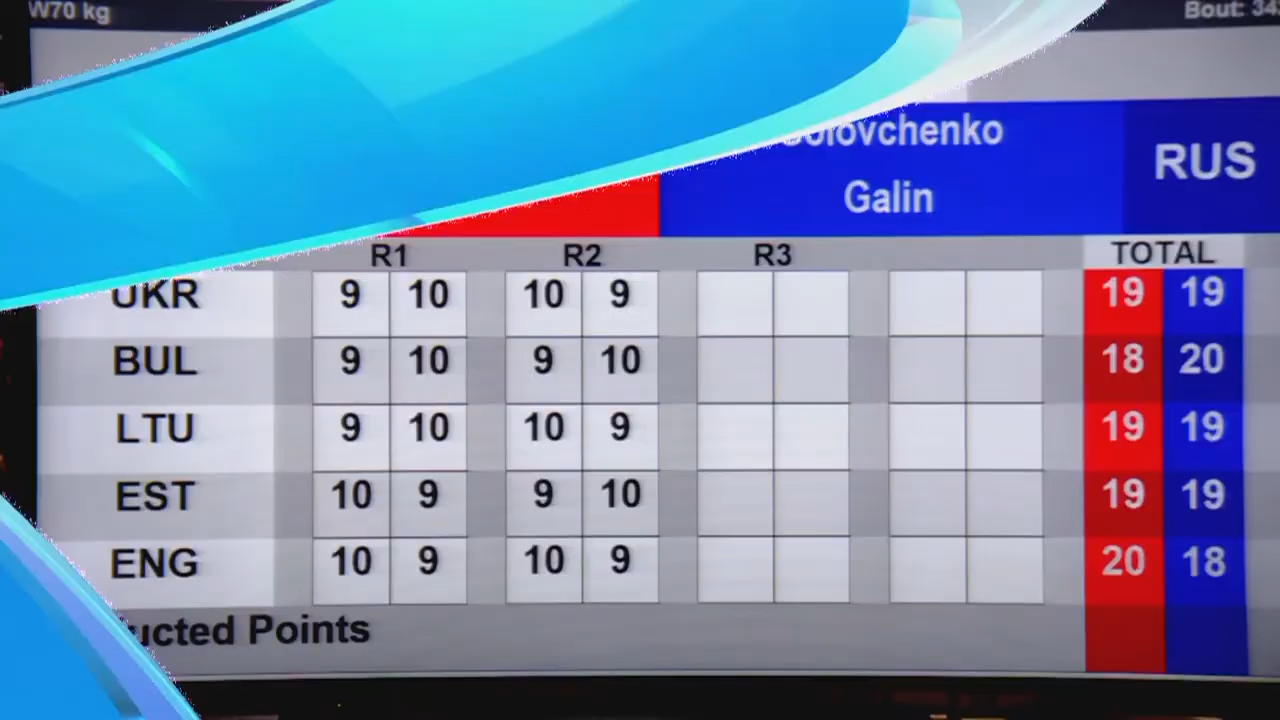 W70 kg Bout: 34
Galin RUS
R1 R2 R3 TOTAL
UKR 9 10 10 9 19 19
BUL 9 10 9 10 18 20
LTU 9 10 10 9 19 19
EST 10 9 9 10 19 19
ENG 10 9 10 9 20 18
Points